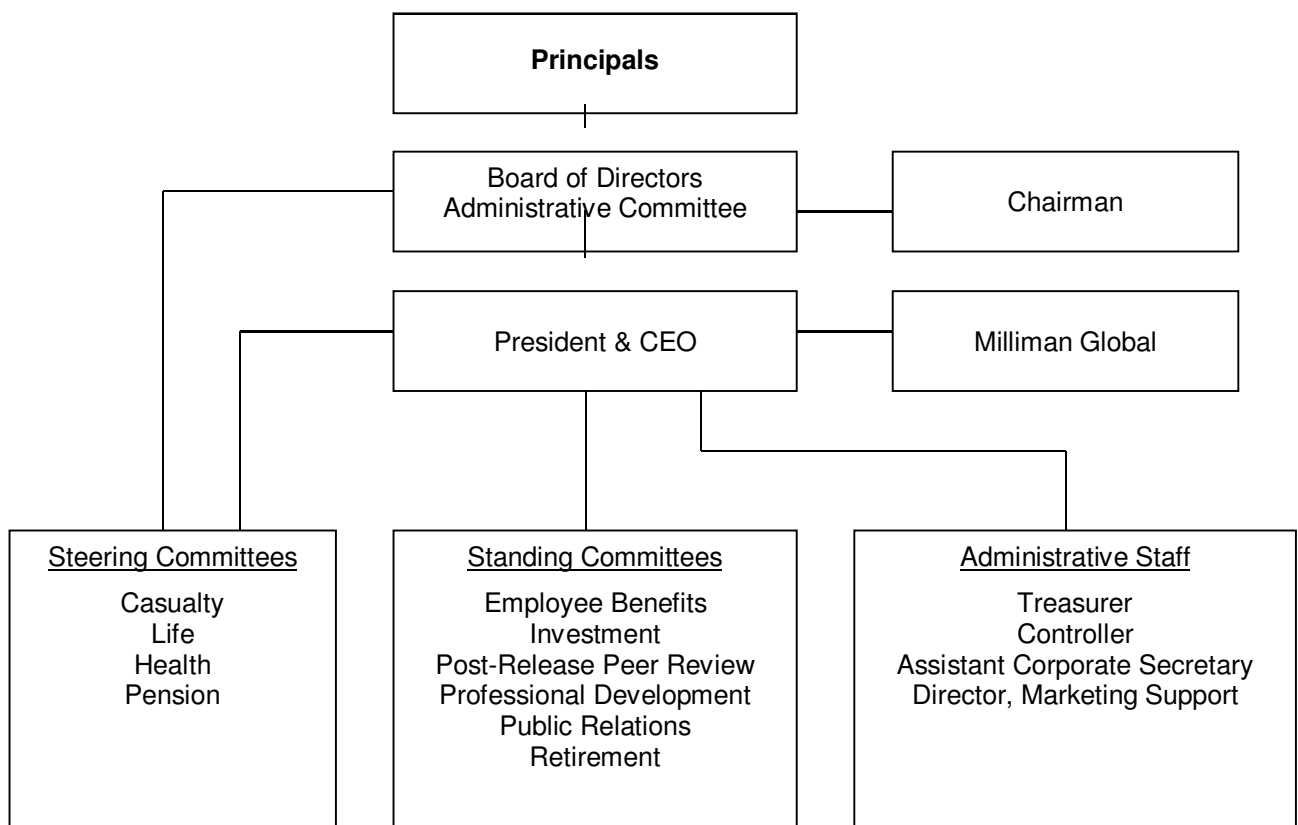 Principals
Board of Directors
Administrative Committee
Chairman
President & CEO
Milliman Global
Steering Committees
Casualty
Life
Health
Pension
Standing Committees
Employee Benefits
Investment
Post-Release Peer Review
Professional Development
Public Relations
Retirement
Administrative Staff
Treasurer
Controller
Assistant Corporate Secretary
Director, Marketing Support